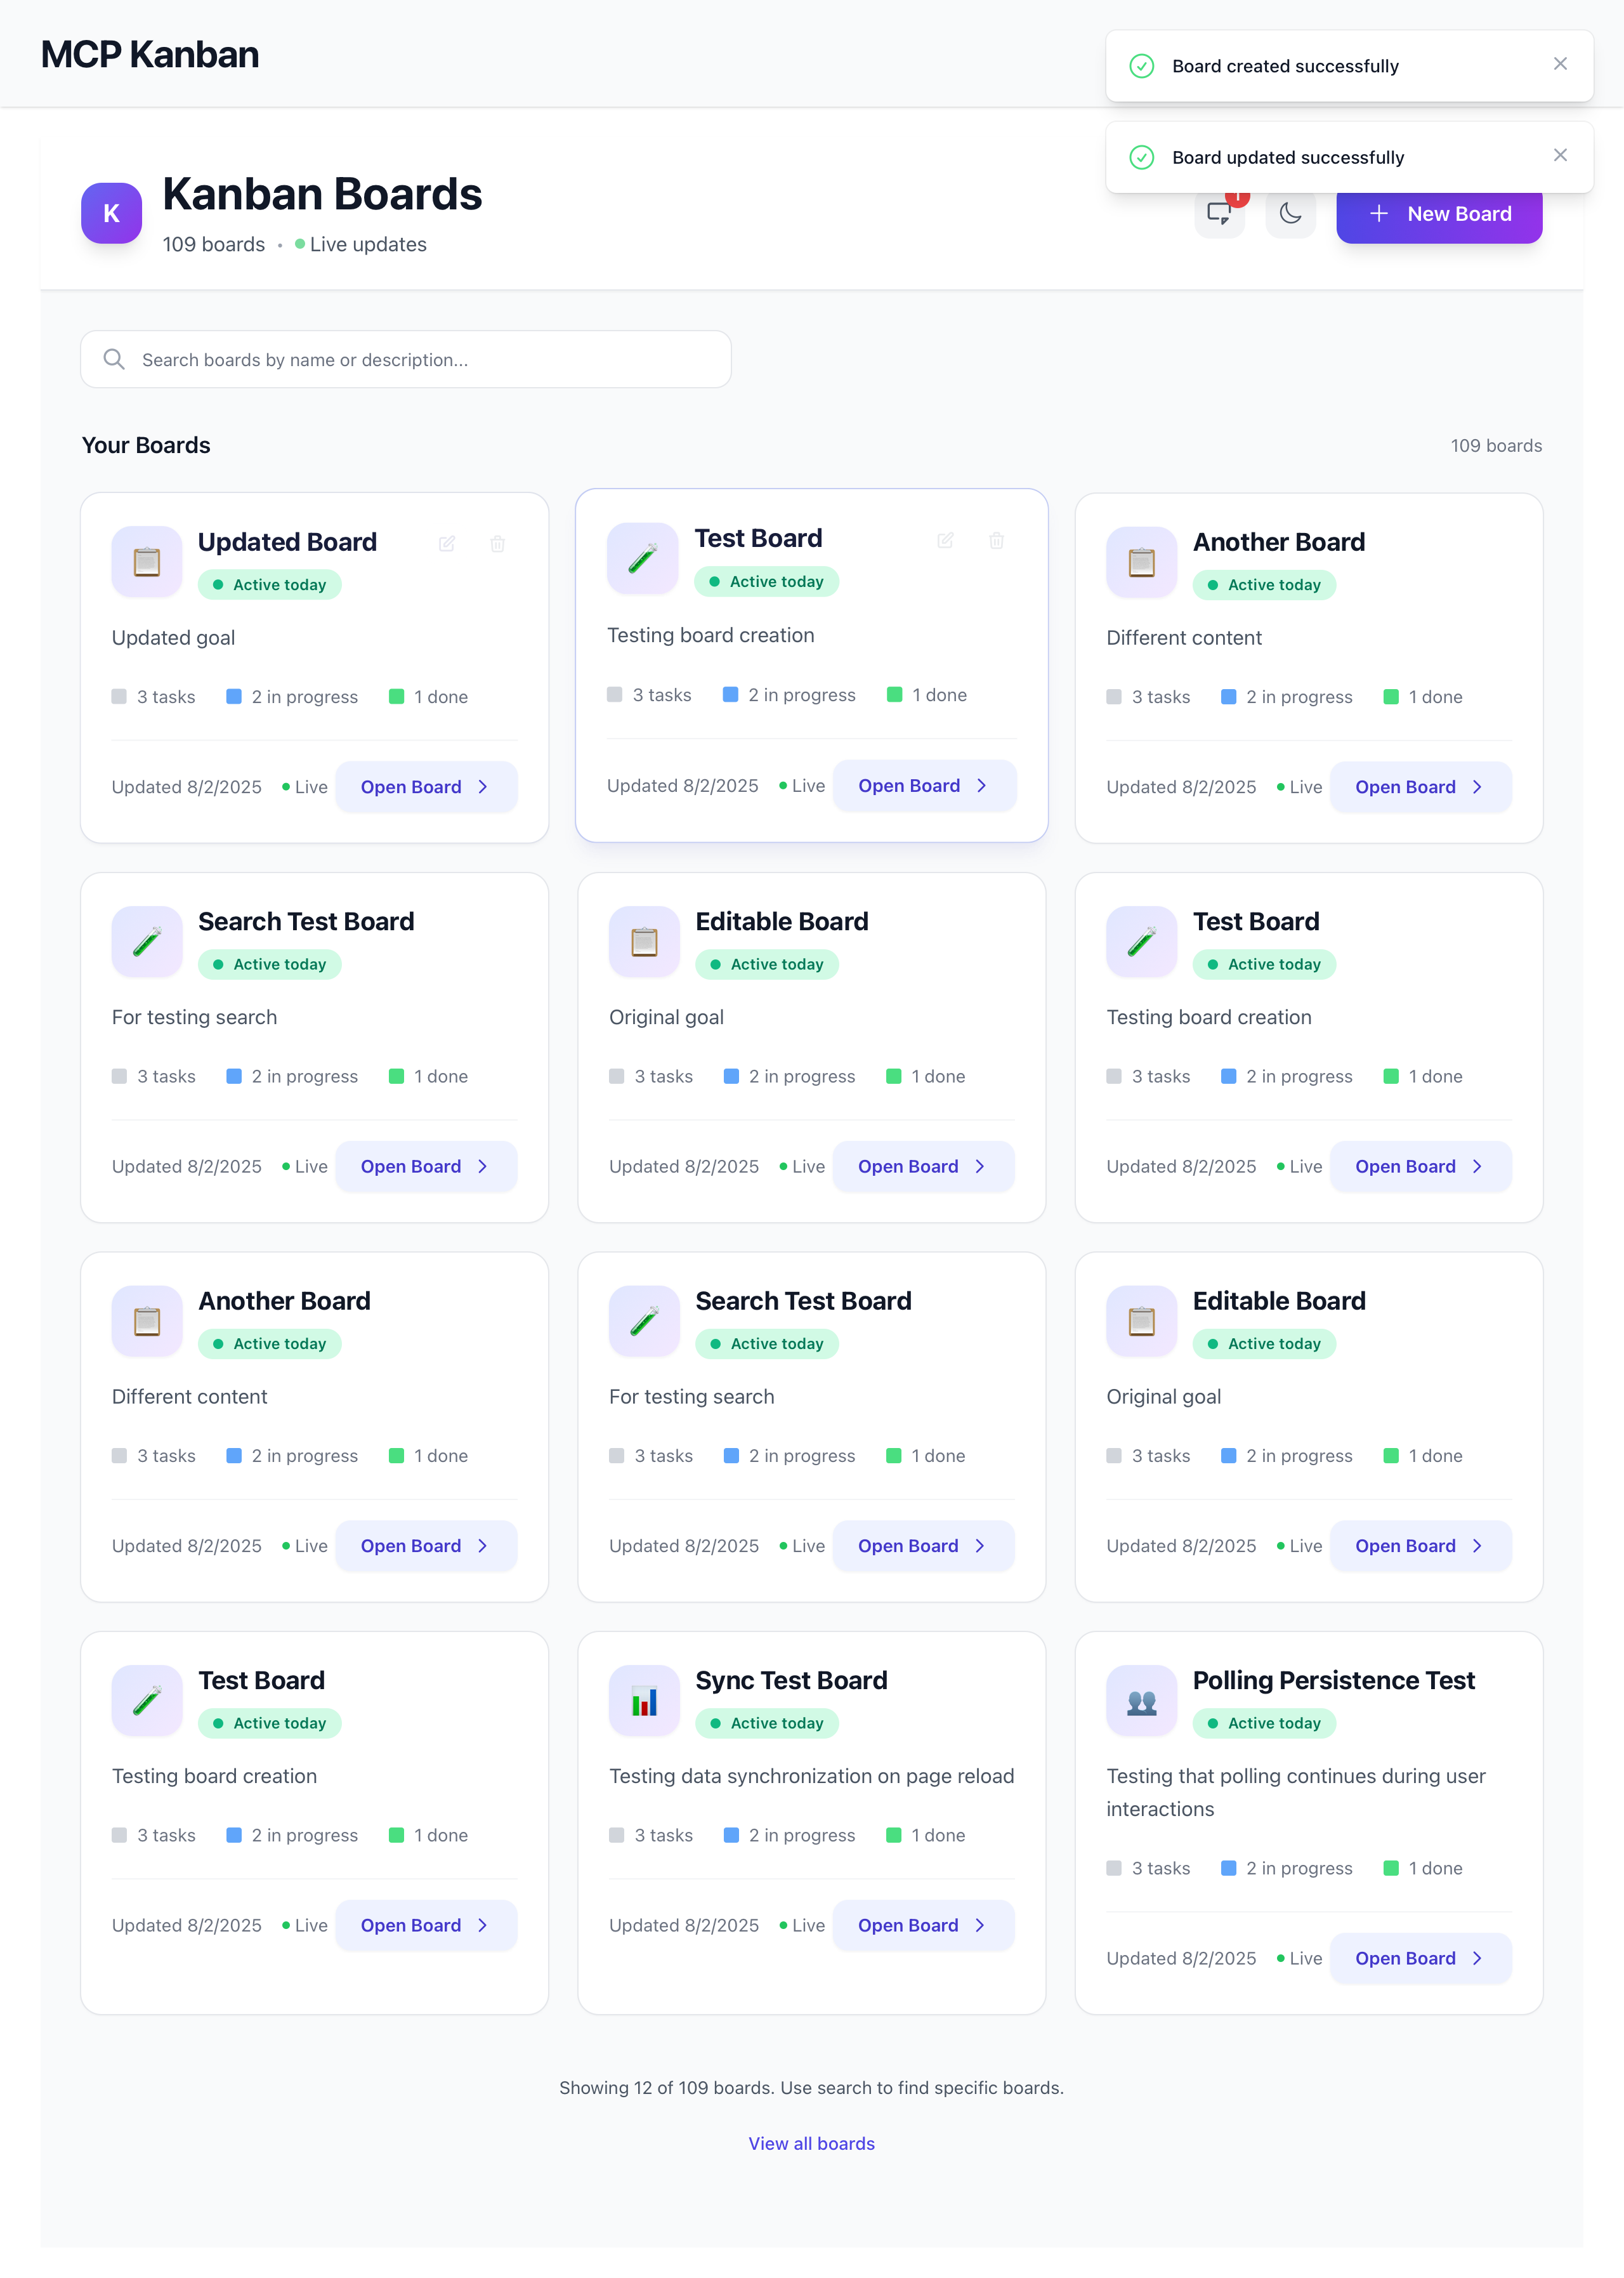 MCP Kanban
Board created successfully
Board updated successfully
K
Kanban Boards
109 boards • Live updates
New Board
Search boards by name or description...
Your Boards
109 boards
Updated Board
Active today
Updated goal
3 tasks 2 in progress 1 done
Updated 8/2/2025 Live Open Board
Test Board
Active today
Testing board creation
3 tasks 2 in progress 1 done
Updated 8/2/2025 Live Open Board
Another Board
Active today
Different content
3 tasks 2 in progress 1 done
Updated 8/2/2025 Live Open Board
Search Test Board
Active today
For testing search
3 tasks 2 in progress 1 done
Updated 8/2/2025 Live Open Board
Editable Board
Active today
Original goal
3 tasks 2 in progress 1 done
Updated 8/2/2025 Live Open Board
Test Board
Active today
Testing board creation
3 tasks 2 in progress 1 done
Updated 8/2/2025 Live Open Board
Another Board
Active today
Different content
3 tasks 2 in progress 1 done
Updated 8/2/2025 Live Open Board
Search Test Board
Active today
For testing search
3 tasks 2 in progress 1 done
Updated 8/2/2025 Live Open Board
Editable Board
Active today
Original goal
3 tasks 2 in progress 1 done
Updated 8/2/2025 Live Open Board
Test Board
Active today
Testing board creation
3 tasks 2 in progress 1 done
Updated 8/2/2025 Live Open Board
Sync Test Board
Active today
Testing data synchronization on page reload
3 tasks 2 in progress 1 done
Updated 8/2/2025 Live Open Board
Polling Persistence Test
Active today
Testing that polling continues during user
interactions
3 tasks 2 in progress 1 done
Updated 8/2/2025 Live Open Board
Showing 12 of 109 boards. Use search to find specific boards.
View all boards